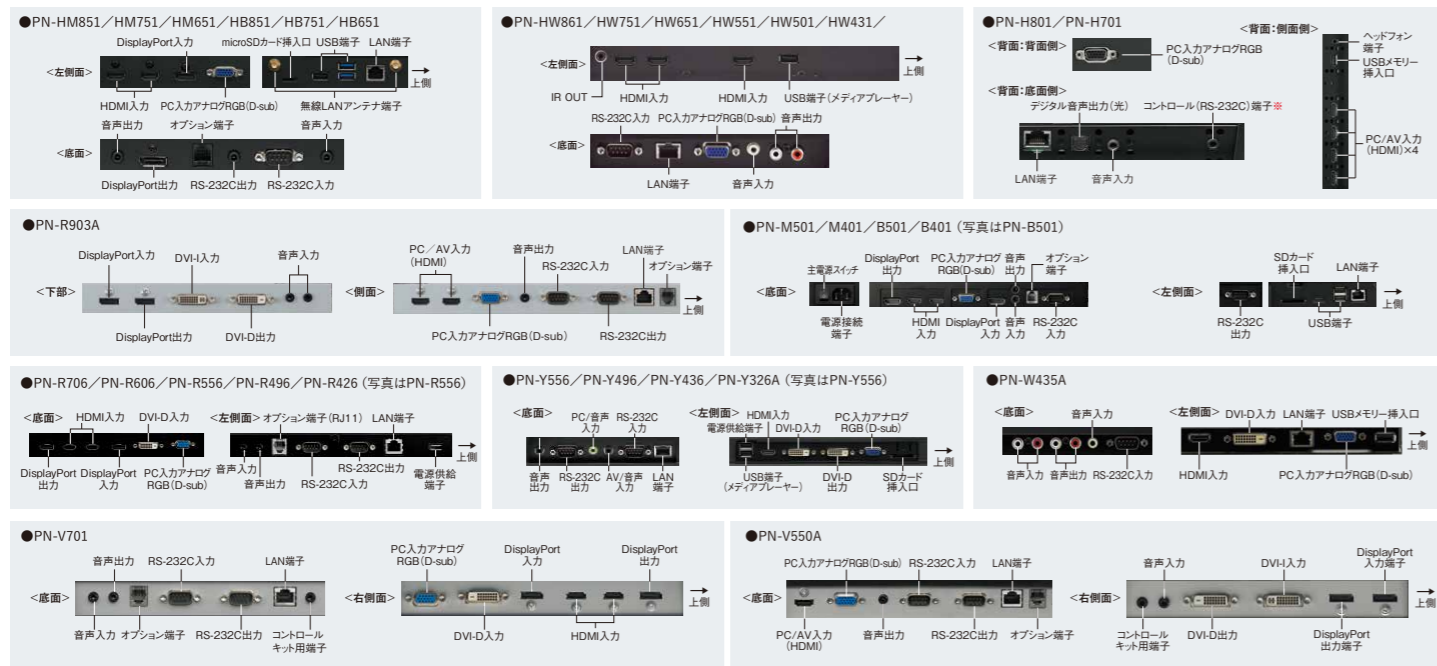 ●PN-HM851／HM751／HM651／HB851／HB751／HB651
DisplayPort入力
microSDカード挿入口
USB端子
LAN端子
<左側面>
上側
HDMI入力
PC入力アナログRGB(D-sub)
無線LANアンテナ端子
音声出力
オプション端子
音声入力
<底面>
DisplayPort出力
RS-232C出力
RS-232C入力
●PN-HW861／HW751／HW651／HW551／HW501／HW431／
<左側面>
上側
IR OUT
HDMI入力
HDMI入力
USB端子(メディアプレーヤー)
RS-232C入力
PC入力アナログRGB(D-sub)
音声出力
<底面>
LAN端子
音声入力
●PN-H801／PN-H701
<背面:側面側>
<背面:背面側>
PC入力アナログRGB
(D-sub)
ヘッドフォン
端子
USBメモリー
挿入口
<背面:底面側>
デジタル音声出力(光)
コントロール(RS-232C)端子※
PC/AV入力
(HDMI)×4
LAN端子
音声入力
●PN-R903A
DisplayPort入力
DVI-I入力
音声入力
<下部>
DisplayPort出力
DVI-D出力
PC／AV入力
(HDMI)
音声出力
RS-232C入力
LAN端子
オプション端子
<側面>
上側
PC入力アナログRGB(D-sub)
RS-232C出力
●PN-M501／M401／B501／B401 (写真はPN-B501)
主電源スイッチ
DisplayPort
出力
PC入力アナログ
RGB(D-sub)
音声
出力
オプション
端子
<底面>
電源接続
端子
HDMI
入力
DisplayPort
入力
音声
入力
RS-232C
入力
SDカード
挿入口
LAN端子
<左側面>
上側
RS-232C
出力
USB端子
●PN-R706／PN-R606／PN-R556／PN-R496／PN-R426 (写真はPN-R556)
<底面>
HDMI入力
DVI-D入力
DisplayPort
出力
DisplayPort
入力
PC入力アナログ
RGB(D-sub)
<左側面>
オプション端子(RJ11)
LAN端子
上側
音声入力
音声出力
RS-232C入力
RS-232C出力
電源供給
端子
●PN-Y556／PN-Y496／PN-Y436／PN-Y326A (写真はPN-Y556)
<底面>
PC/音声
入力
RS-232C
入力
音声
出力
RS-232C
出力
AV/音声
入力
LAN
端子
<左側面>
HDMI入力
電源供給端子
DVI-D入力
PC入力アナログ
RGB(D-sub)
上側
USB端子
(メディアプレーヤー)
DVI-D
出力
SDカード
挿入口
●PN-W435A
<底面>
音声入力
音声入力
音声出力
RS-232C入力
<左側面>
DVI-D入力
LAN端子
USBメモリー挿入口
上側
HDMI入力
PC入力アナログRGB(D-sub)
●PN-V701
音声出力
RS-232C入力
LAN端子
<底面>
音声入力
オプション端子
RS-232C出力
コントロール
キット用端子
PC入力アナログ
RGB(D-sub)
DisplayPort
入力
DisplayPort
出力
<右側面>
上側
DVI-D入力
HDMI入力
●PN-V550A
PC入力アナログRGB(D-sub)
RS-232C入力
LAN端子
<底面>
PC/AV入力
(HDMI)
音声出力
RS-232C出力
オプション端子
音声入力
DVI-I入力
DisplayPort
入力端子
<右側面>
上側
コントロール
キット用端子
DVI-D出力
DisplayPort
出力端子